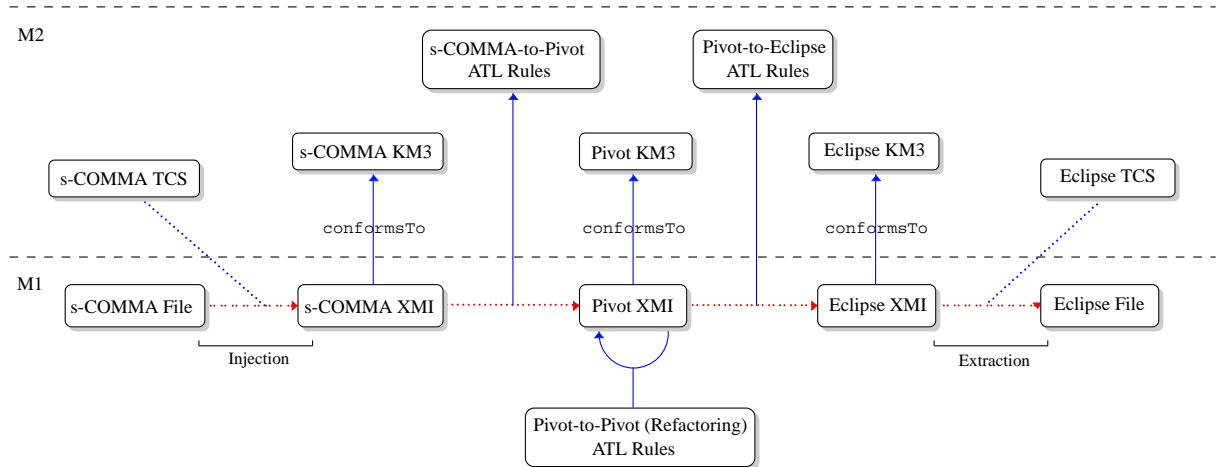 M2
s-COMMA-to-Pivot
ATL Rules
Pivot-to-Eclipse
ATL Rules
s-COMMA KM3
Pivot KM3
Eclipse KM3
s-COMMA TCS
Eclipse TCS
conformsTo
conformsTo
conformsTo
M1
s-COMMA File
s-COMMA XMI
Pivot XMI
Eclipse XMI
Eclipse File
Injection
Extraction
Pivot-to-Pivot (Refactoring)
ATL Rules